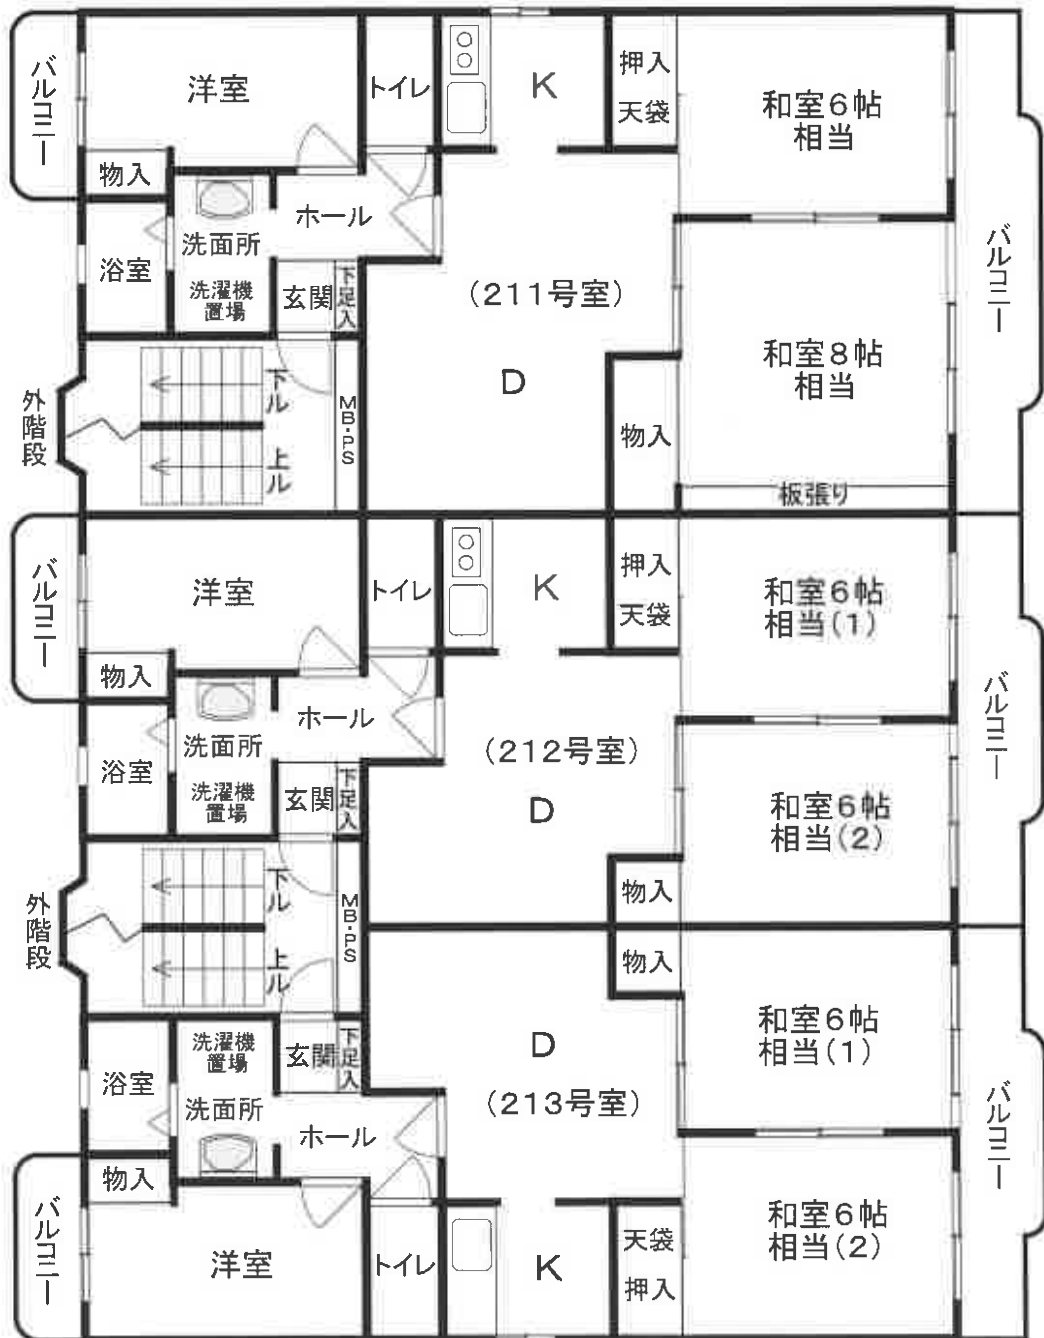 バルコニー
洋室
トイレ
K
押入
天袋
和室6帖
相当
物入
ホール
洗面所
浴室
洗濯機
置場
玄関
下足入
(211号室)
バルコニー
和室8帖
相当
D
外階段
下ル
上ル
MB・PS
物入
板張り
バルコニー
洋室
トイレ
K
押入
天袋
和室6帖
相当(1)
物入
ホール
洗面所
浴室
洗濯機
置場
玄関
下足入
(212号室)
D
バルコニー
和室6帖
相当(2)
物入
外階段
下ル
上ル
MB・PS
物入
和室6帖
相当(1)
D
(213号室)
洗濯機
置場
玄関
下足入
浴室
洗面所
ホール
バルコニー
物入
バルコニー
洋室
トイレ
K
天袋
押入
和室6帖
相当(2)